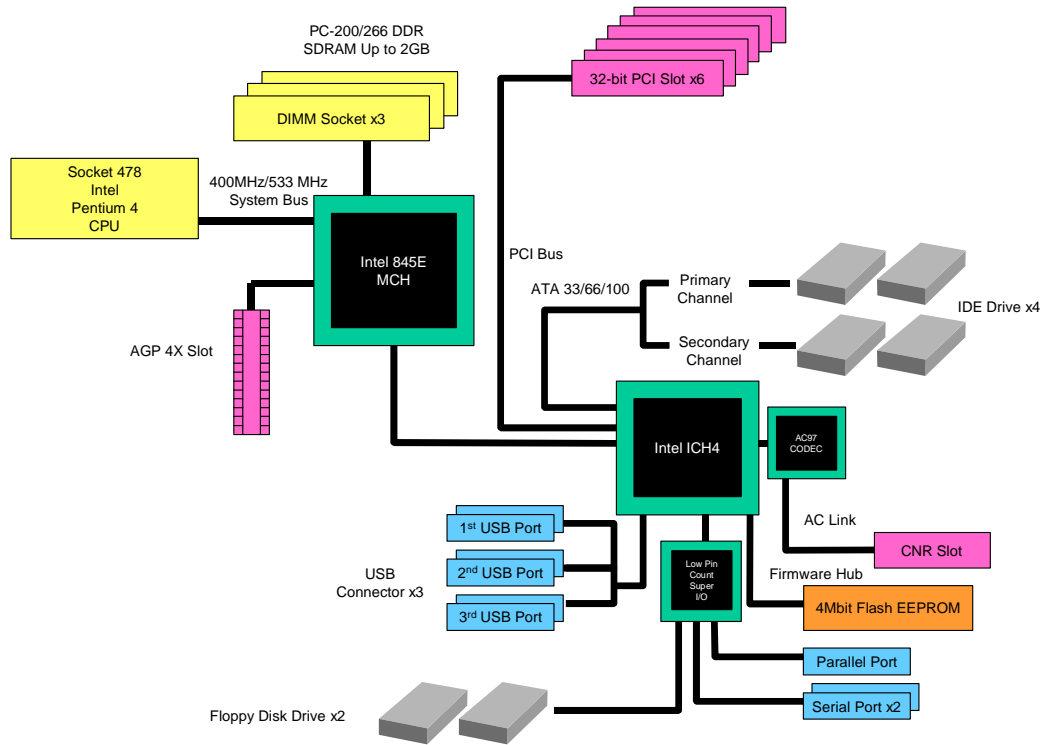 PC-200/266 DDR
SDRAM Up to 2GB
32-bit PCI Slot x6
DIMM Socket x3
Socket 478
Intel
Pentium 4
CPU
400MHz/533 MHz
System Bus
Intel 845E
MCH
PCI Bus
ATA 33/66/100
Primary
Channel
IDE Drive x4
Secondary
Channel
AGP 4X Slot
Intel ICH4
AC97
CODEC
AC Link
CNR Slot
1st USB Port
2nd USB Port
3rd USB Port
USB
Connector x3
Low Pin
Count
Super
I/O
Firmware Hub
4Mbit Flash EEPROM
Parallel Port
Serial Port x2
Floppy Disk Drive x2